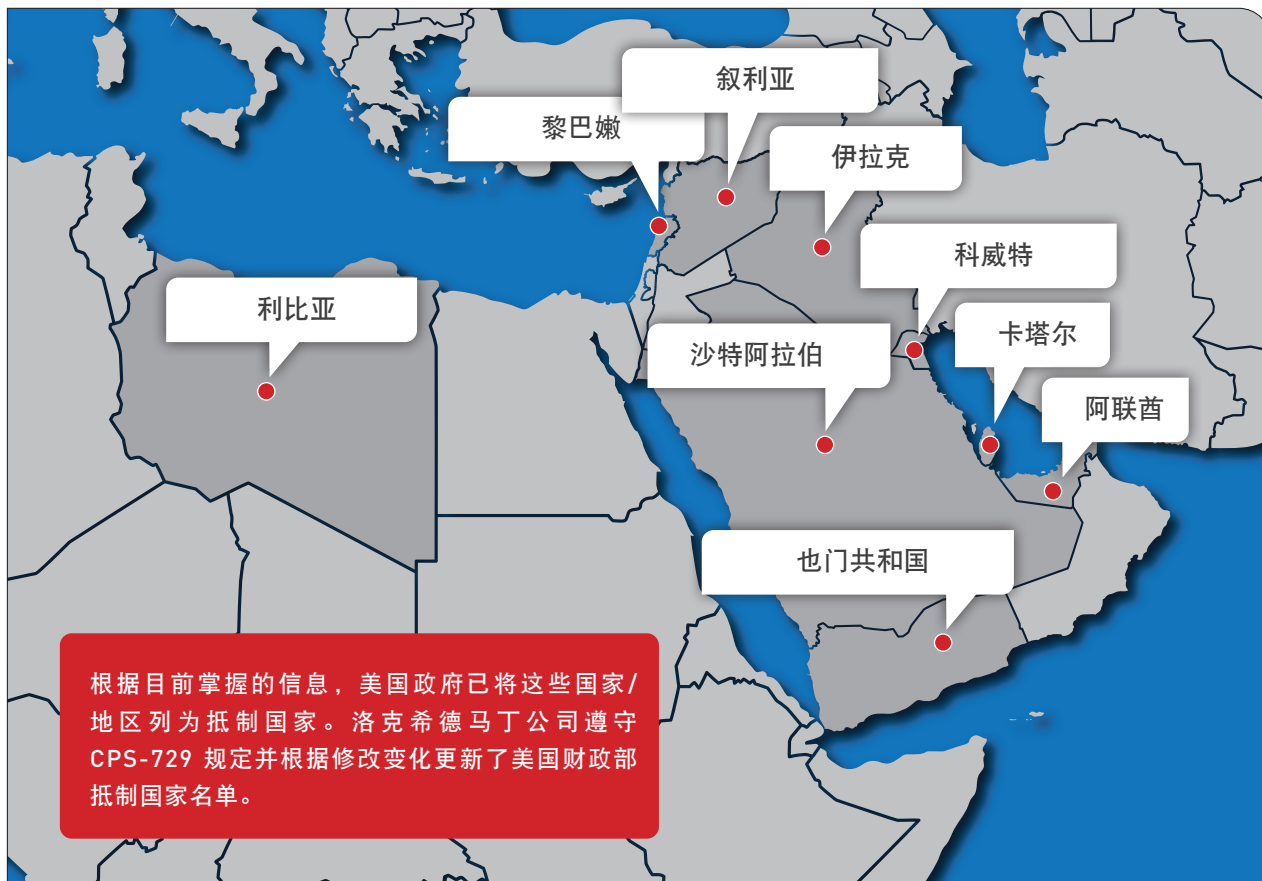 叙利亚
黎巴嫩
伊拉克
科威特
利比亚
卡塔尔
沙特阿拉伯
阿联酋
也门共和国
根据目前掌握的信息，美国政府已将这些国家/
地区列为抵制国家。洛克希德马丁公司遵守
CPS-729 规定并根据修改变化更新了美国财政部
抵制国家名单。